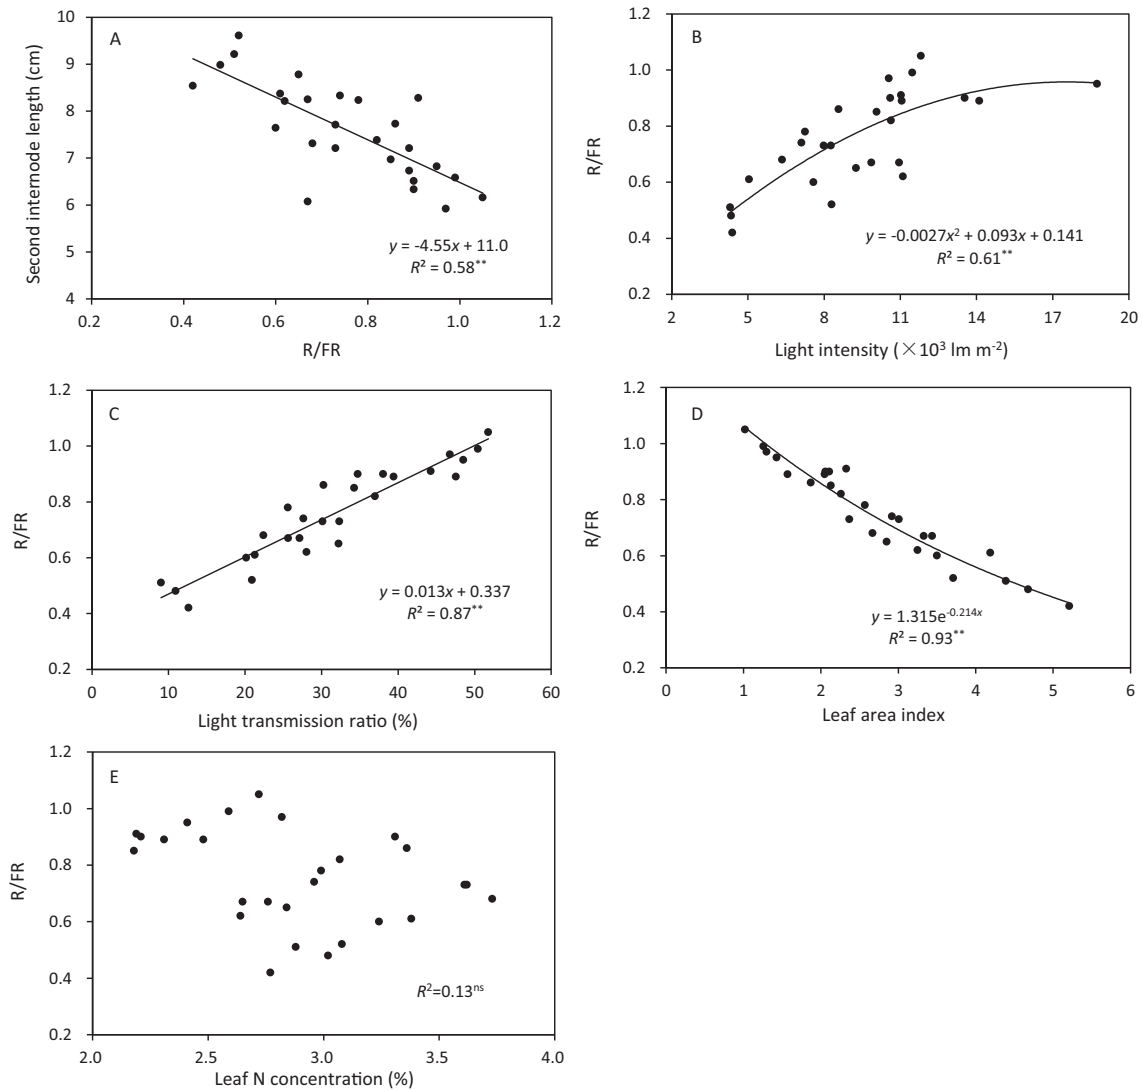 A
10
9
8
7
6
5
4
Second internode length (cm)
y = -4.55x + 11.0
R² = 0.58**
0.2 0.4 0.6 0.8 1.0 1.2
R/FR
B
1.2
1.0
0.8
0.6
0.4
0.2
R/FR
y = -0.0027x² + 0.093x + 0.141
R² = 0.61**
2 5 8 11 14 17 20
Light intensity (×10³ lm m⁻²)
C
1.2
1.0
0.8
0.6
0.4
0.2
R/FR
y = 0.013x + 0.337
R² = 0.87**
0 10 20 30 40 50 60
Light transmission ratio (%)
D
1.2
1.0
0.8
0.6
0.4
0.2
R/FR
y = 1.315e^-0.214x
R² = 0.93**
0 1 2 3 4 5 6
Leaf area index
E
1.2
1.0
0.8
0.6
0.4
0.2
R/FR
R²=0.13ns
2.0 2.5 3.0 3.5 4.0
Leaf N concentration (%)